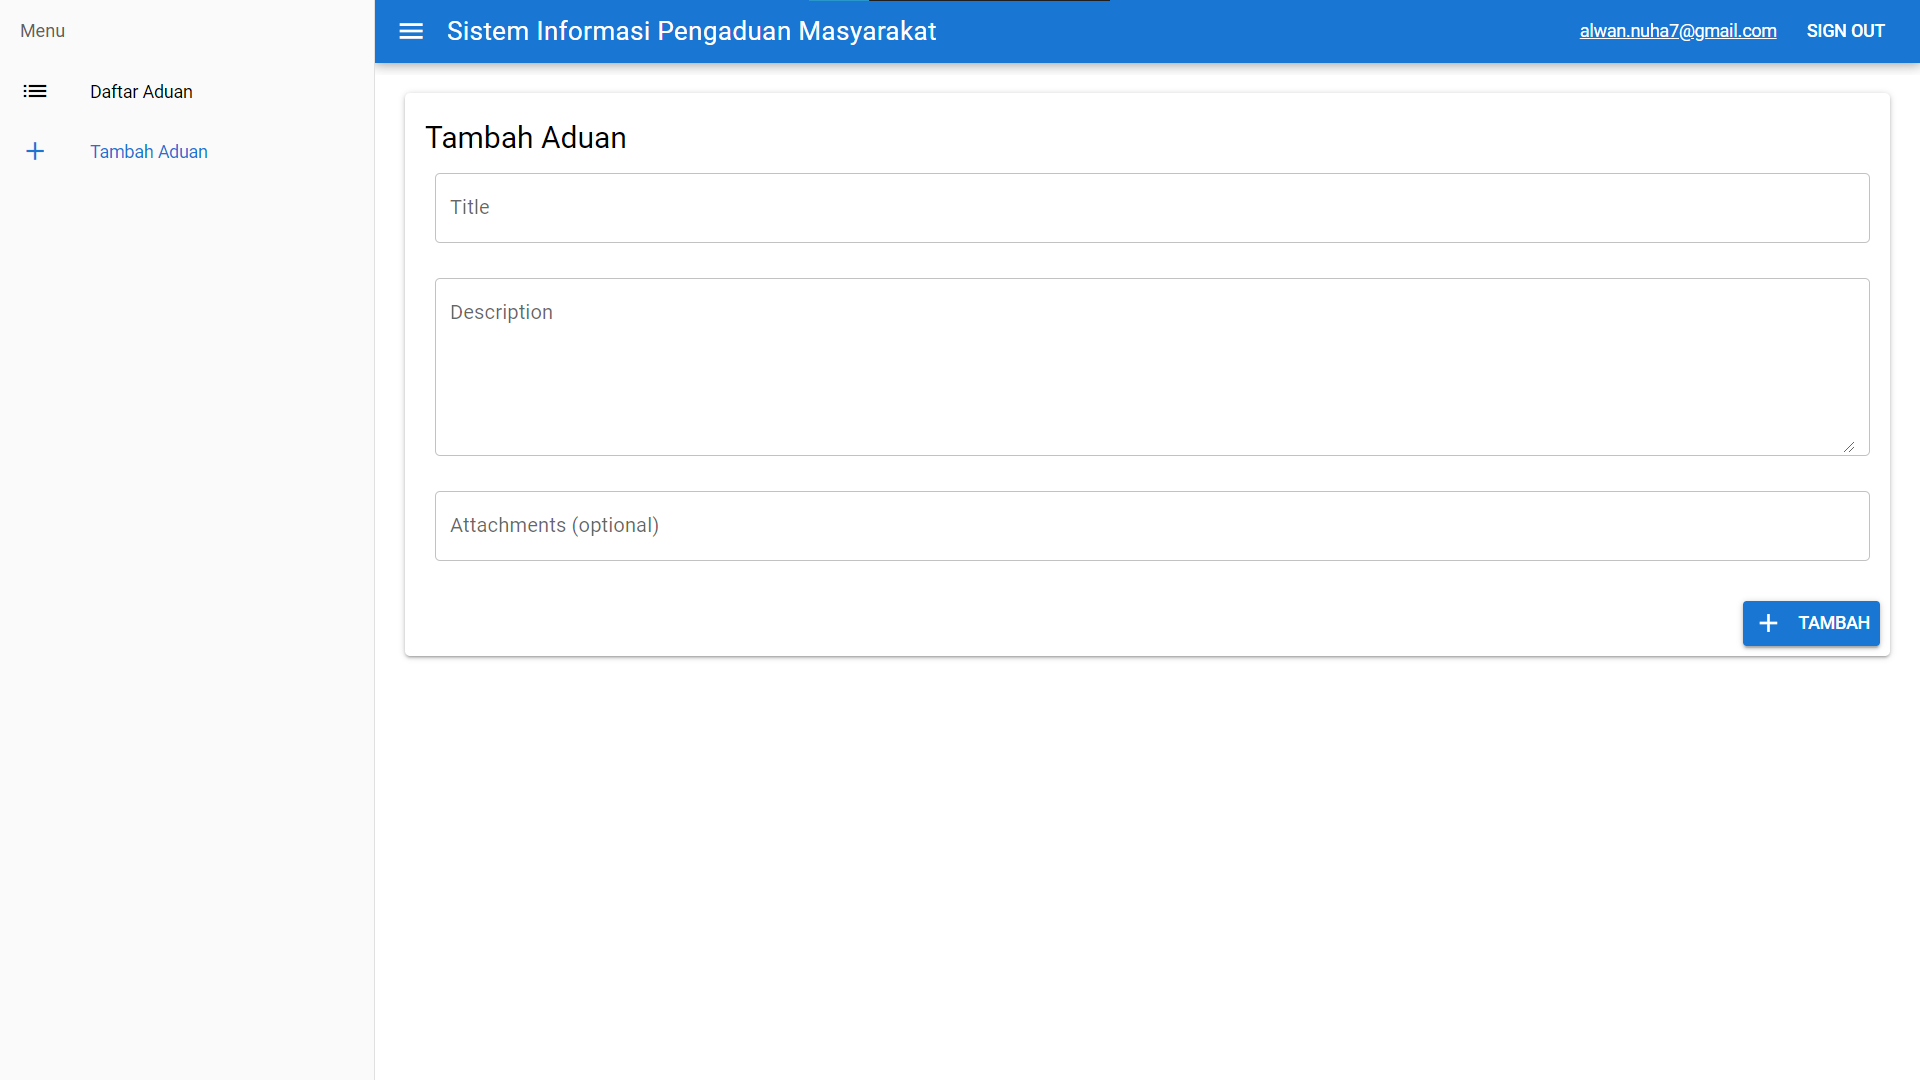 Menu
Daftar Aduan
Tambah Aduan
Sistem Informasi Pengaduan Masyarakat
alwan.nuha7@gmail.com
SIGN OUT
Tambah Aduan
Title
Description
Attachments (optional)
TAMBAH